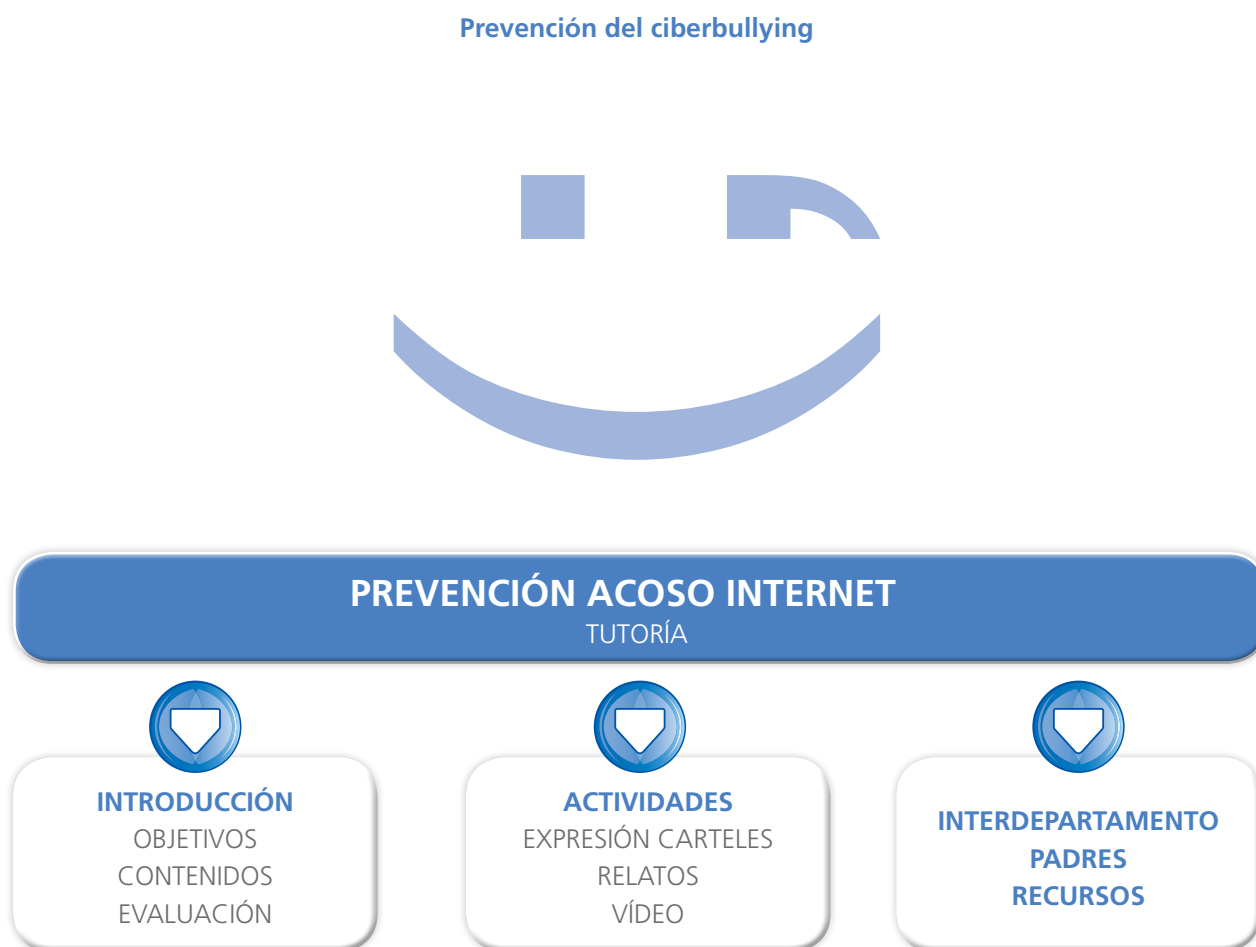 Prevención del ciberbullying
PREVENCIÓN ACOSO INTERNET
TUTORÍA
INTRODUCCIÓN
OBJETIVOS
CONTENIDOS
EVALUACIÓN
ACTIVIDADES
EXPRESIÓN CARTELES
RELATOS
VÍDEO
INTERDEPARTAMENTO
PADRES
RECURSOS